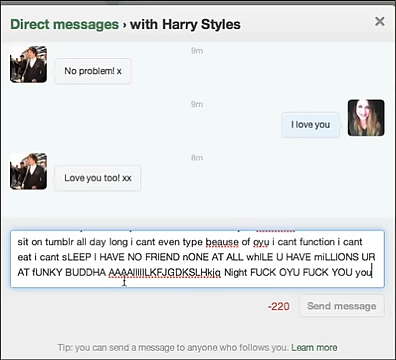 Direct messages › with Harry Styles
×
9m
No problem! x
9m
I love you
8m
Love you too! xx
sit on tumblr all day long i cant even type beause of oyu i cant function i cant
eat i cant sLEEP I HAVE NO FRIEND nONE AT ALL whILE U HAVE miLLIONS UR
AT fUNKY BUDDHA Night FUCK OYU FUCK YOU you
-220
Send message
Tip: you can send a message to anyone who follows you. Learn more